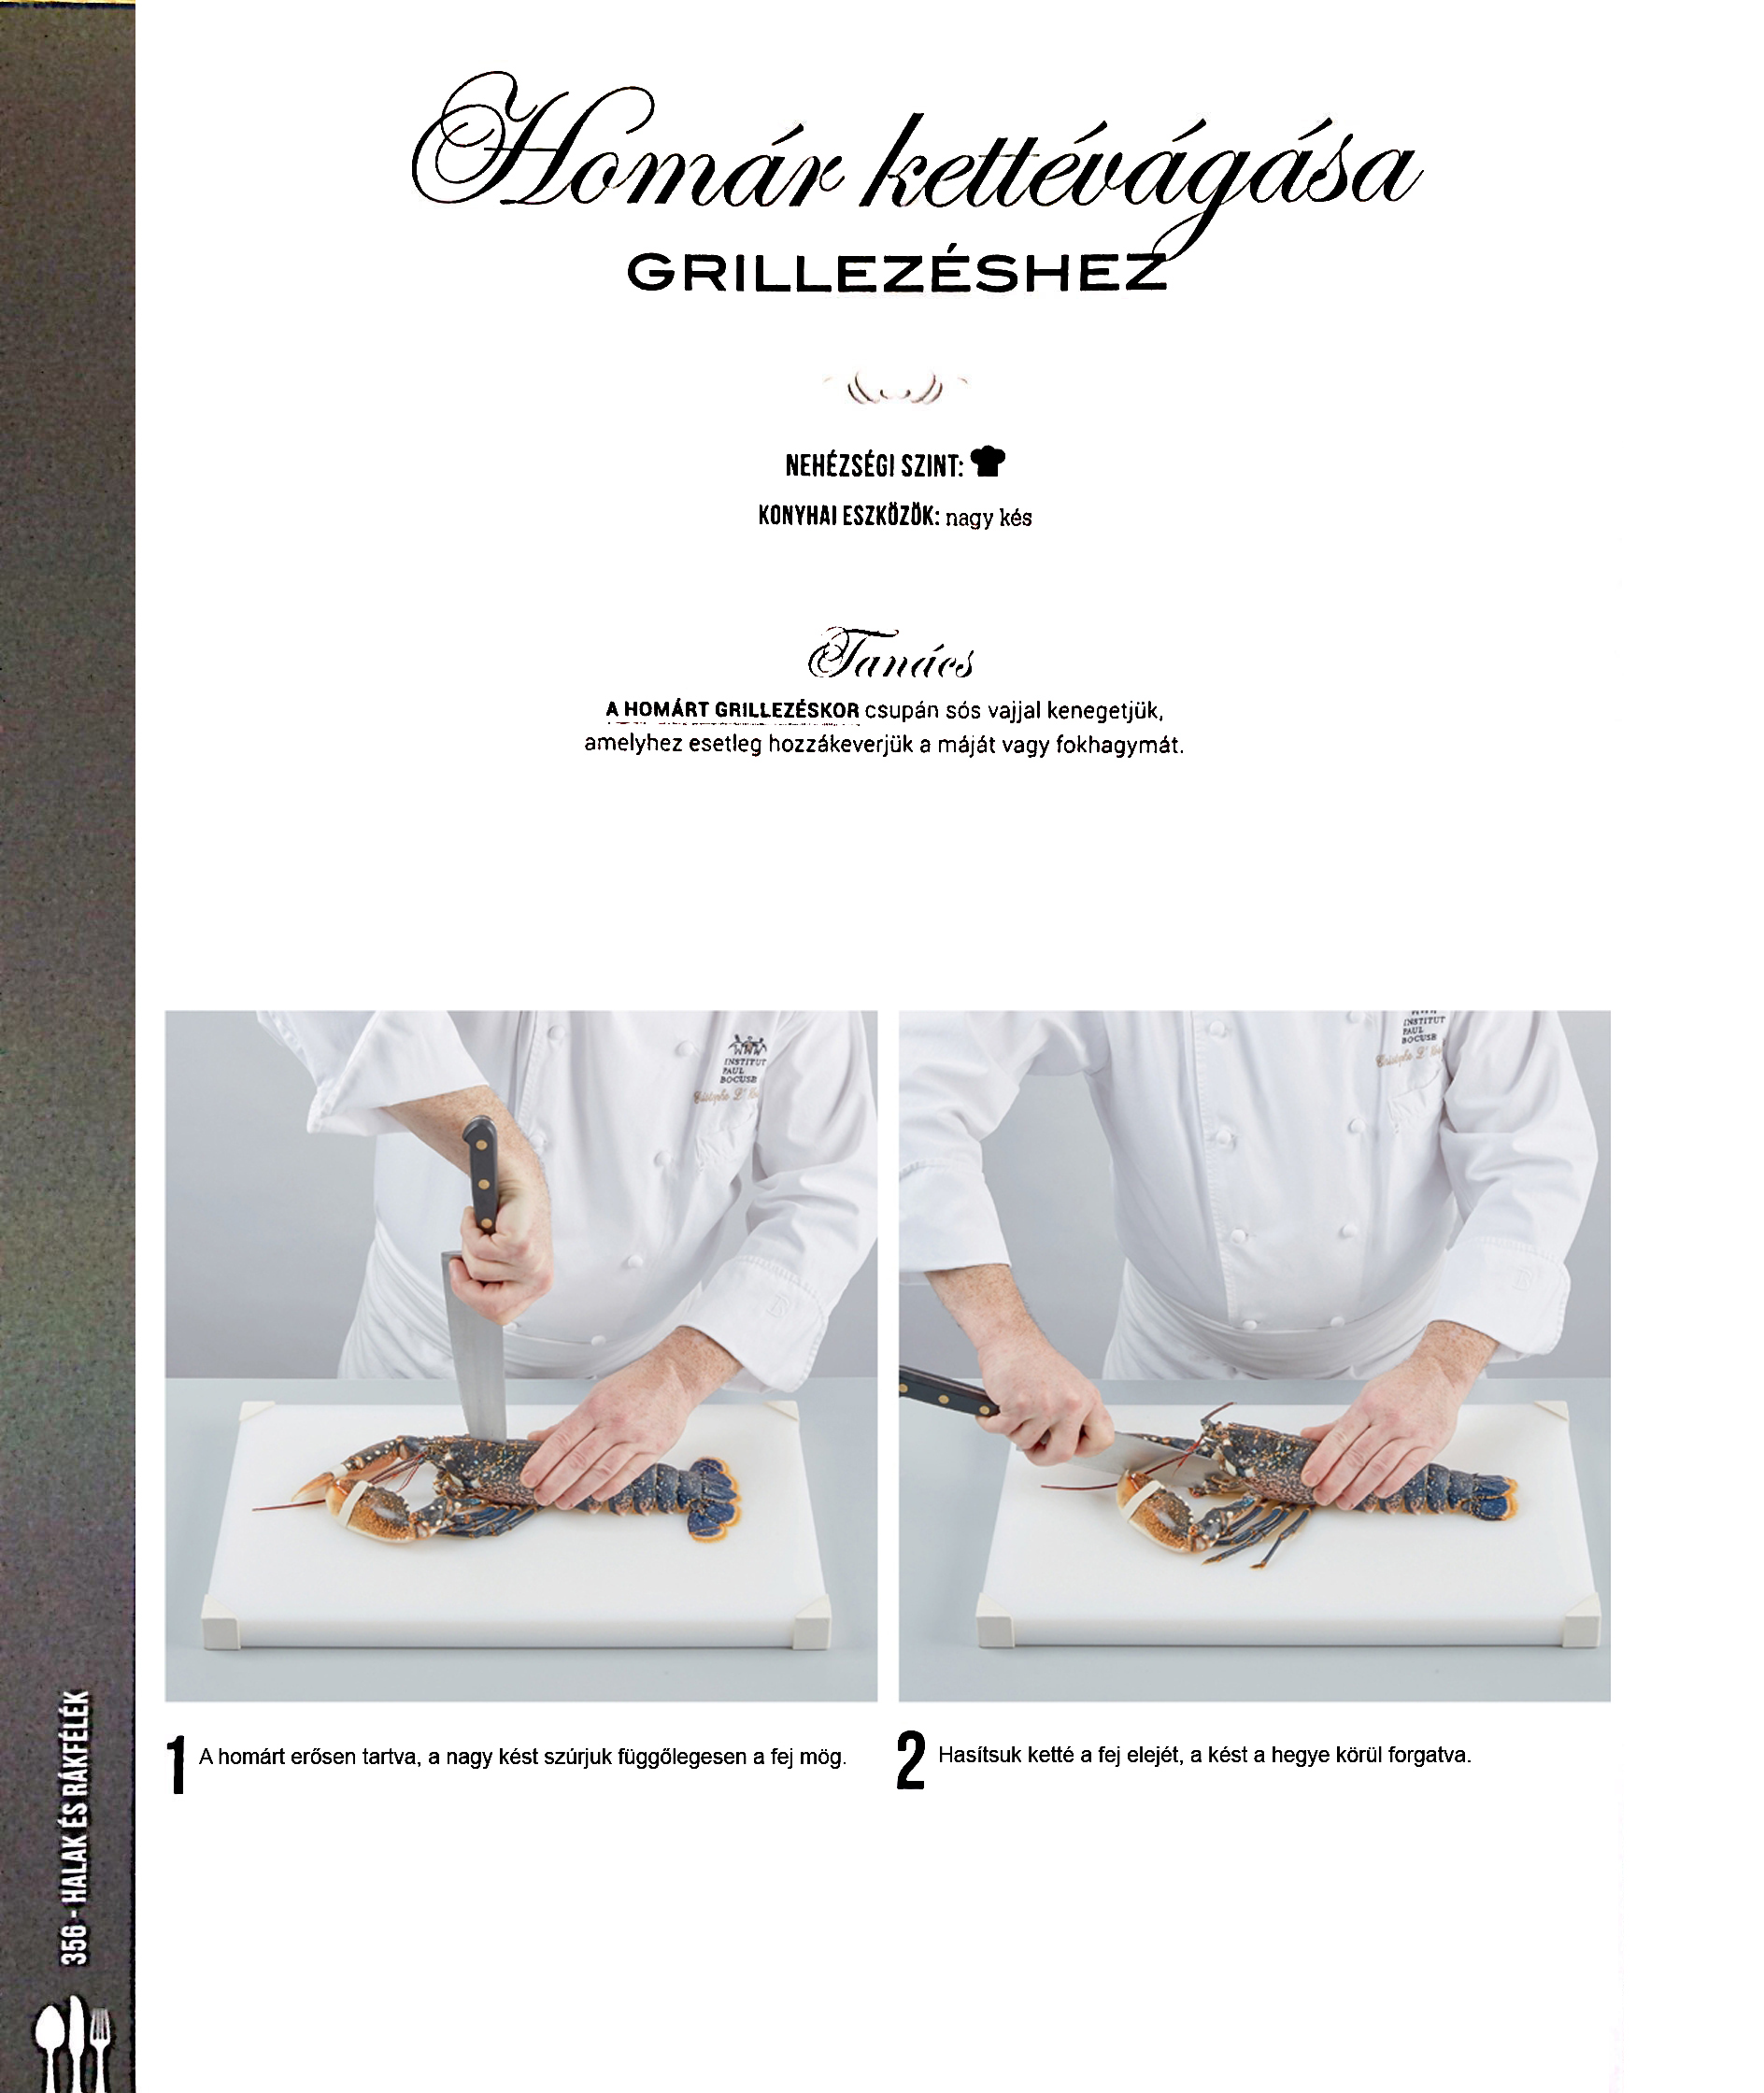 Homár kettévágása
GRILLEZÉSHEZ
NEHÉZSÉGI SZINT:
KONYHAI ESZKÖZÖK: nagy kés
Tanács
A HOMÁRT GRILLEZÉSKOR csupán sós vajjal kenegetjük,
amelyhez esetleg hozzákeverjük a máját vagy fokhagymát.
INSTITUT
PAUL
BOCUSE
Christophe L'
INSTITUT
PAUL
BOCUSE
Christophe L'
1 A homárt erősen tartva, a nagy kést szúrjuk függőlegesen a fej mög.
2 Hasítsuk ketté a fej elejét, a kést a hegye körül forgatva.
356 - HALAK ÉS RÁKFÉLÉK